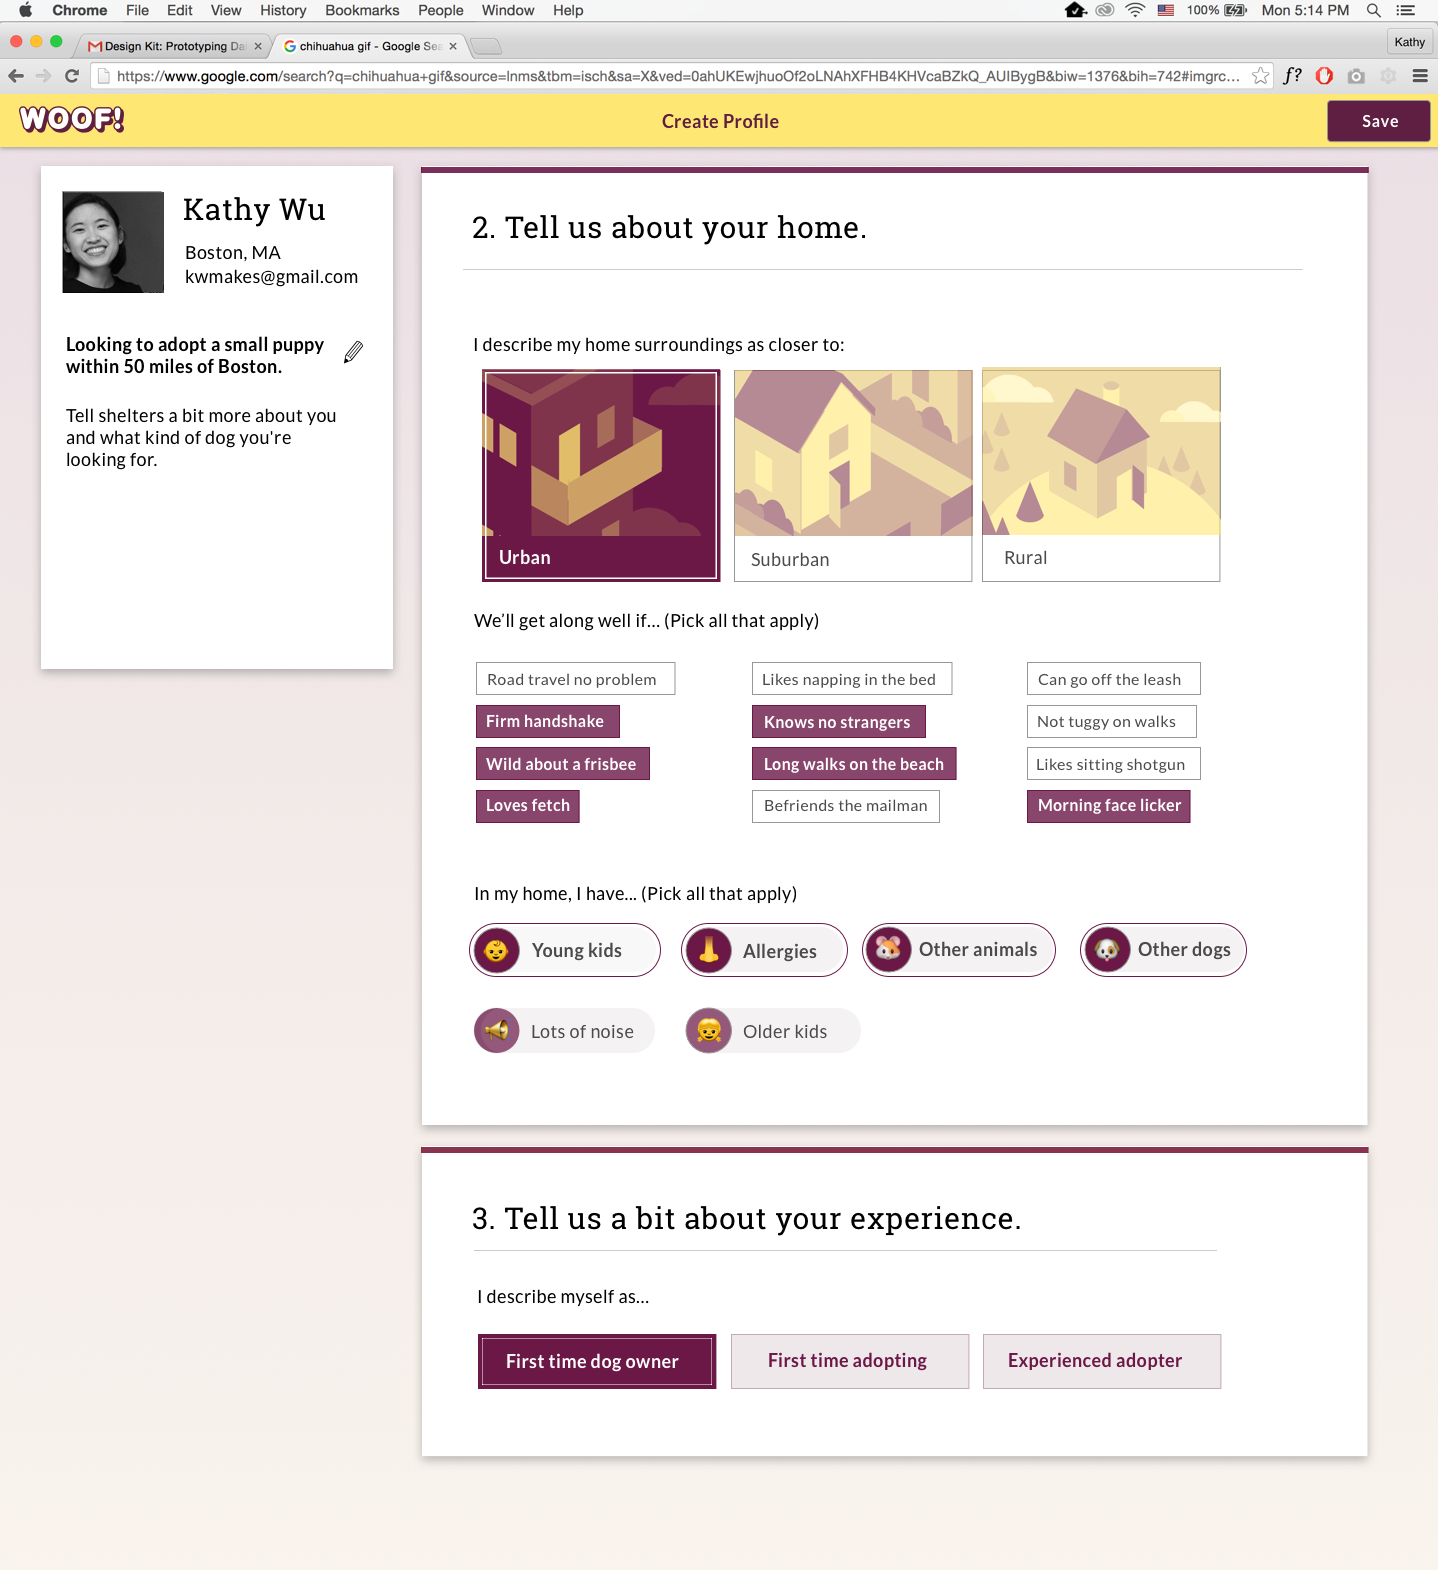 Chrome File Edit View History Bookmarks People Window Help 100% Mon 5:14 PM
Design Kit: Prototyping Da chihuahua gif - Google Sea Kathy
https://www.google.com/search?q=chihuahua+gif&source=lnms&tbm=isch&sa=X&ved=0ahUKEwjhuoOf2oLNAhXFHB4KHVcaBZkQ_AUIBygB&biw=1376&bih=742#imgrc... f?
WOOF! Create Profile Save
Kathy Wu
Boston, MA
kwmakes@gmail.com
Looking to adopt a small puppy
within 50 miles of Boston.
Tell shelters a bit more about you
and what kind of dog you're
looking for.
2. Tell us about your home.
I describe my home surroundings as closer to:
Urban Suburban Rural
We’ll get along well if... (Pick all that apply)
Road travel no problem Likes napping in the bed Can go off the leash
Firm handshake Knows no strangers Not tuggy on walks
Wild about a frisbee Long walks on the beach Likes sitting shotgun
Loves fetch Befriends the mailman Morning face licker
In my home, I have... (Pick all that apply)
Young kids Allergies Other animals Other dogs
Lots of noise Older kids
3. Tell us a bit about your experience.
I describe myself as...
First time dog owner First time adopting Experienced adopter